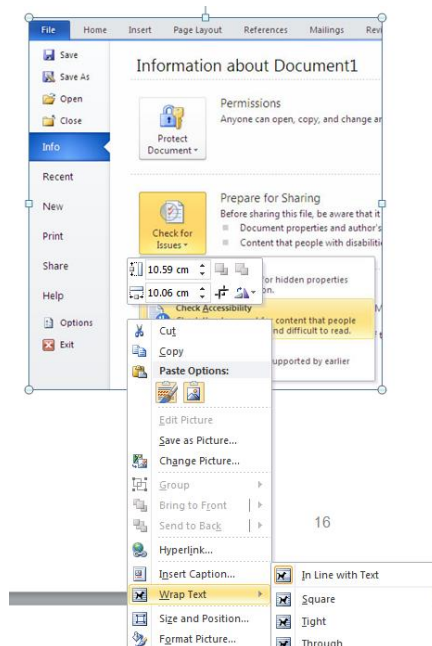 File Home Insert Page Layout References Mailings Revi
Save
Save As
Open
Close
Info
Recent
New
Print
Share
Help
Options
Exit
Information about Document1
Protect
Document
Permissions
Anyone can open, copy, and change an
Check for
Issues
Prepare for Sharing
Before sharing this file, be aware that it
Document properties and author's
Content that people with disabiliti
10.59 cm
10.06 cm
for hidden properties
on.
Check Accessibility
content that people
nd difficult to read.
upported by earlier
Cut
Copy
Paste Options:
Edit Picture
Save as Picture...
Change Picture...
Group
Bring to Front
Send to Back
Hyperlink...
Insert Caption...
Wrap Text
Size and Position...
Format Picture...
16
In Line with Text
Square
Tight
Through